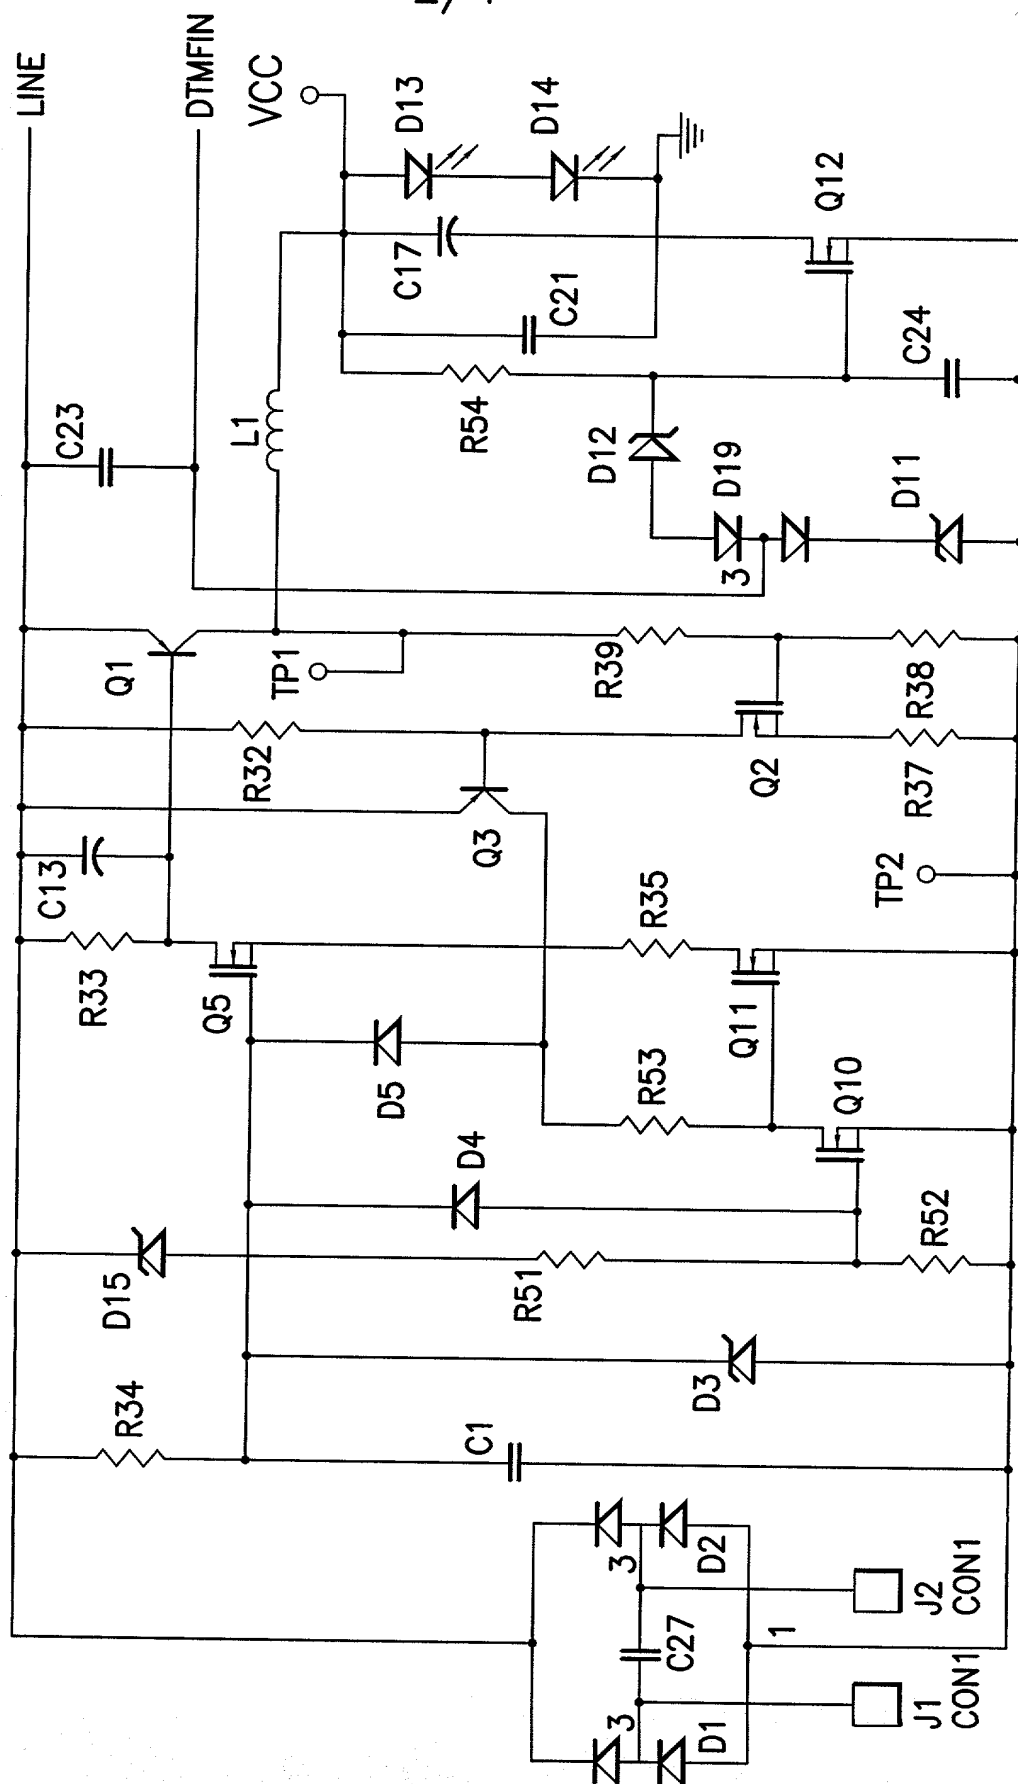 LINE
DTMFIN
VCC
D13
D14
Q12
C17
C21
C24
R54
L1
C23
D12
D19
3
D11
Q1
TP1
R39
R38
R32
Q3
Q2
R37
TP2
C13
R33
Q5
R35
Q11
D5
R53
Q10
D4
D15
R51
R52
R34
D3
C1
3
D2
C27
3
D1
1
J2
CON1
J1
CON1